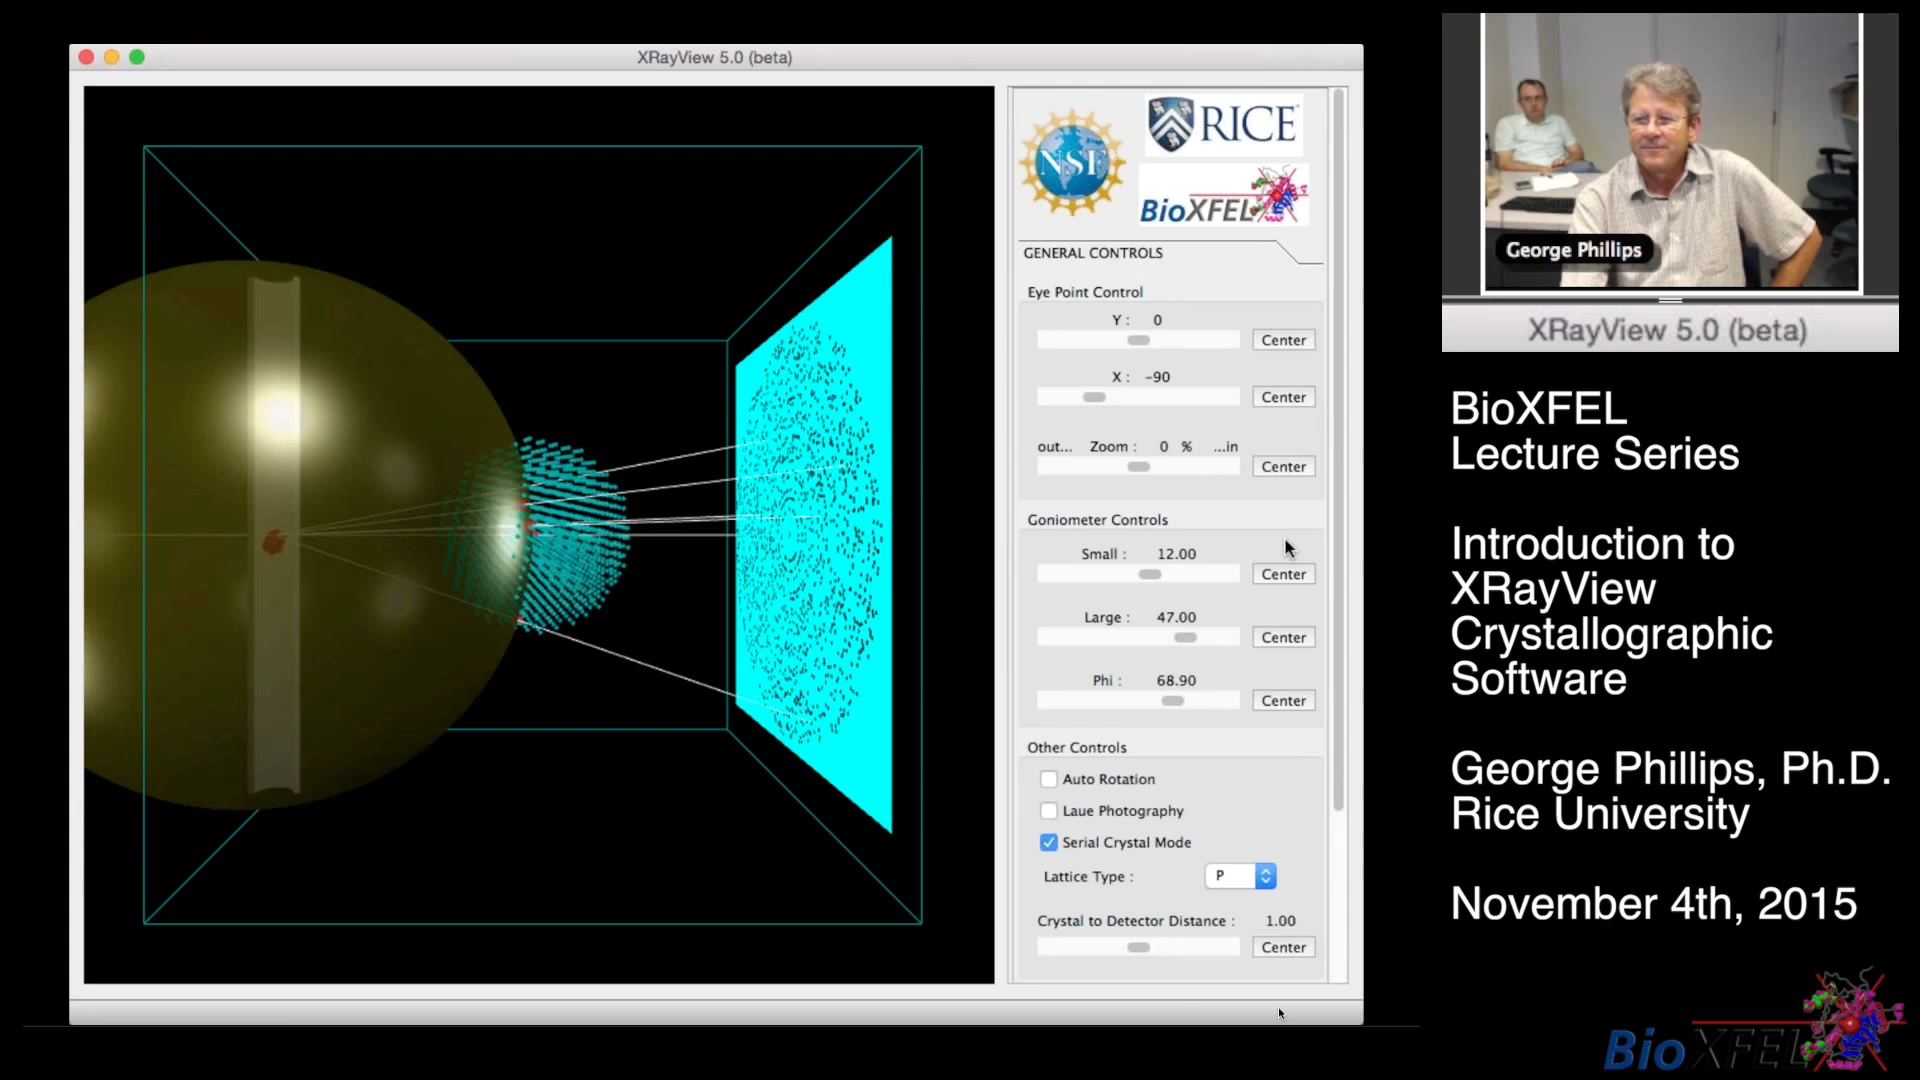 XRayView 5.0 (beta)
NSF
RICE
BioXFEL
GENERAL CONTROLS
Eye Point Control
Y : 0
Center
X : -90
Center
out... Zoom : 0 % ...in
Center
Goniometer Controls
Small : 12.00
Center
Large : 47.00
Center
Phi : 68.90
Center
Other Controls
Auto Rotation
Laue Photography
Serial Crystal Mode
Lattice Type : P
Crystal to Detector Distance : 1.00
Center
George Phillips
XRayView 5.0 (beta)
BioXFEL
Lecture Series
Introduction to
XRayView
Crystallographic
Software
George Phillips, Ph.D.
Rice University
November 4th, 2015
BioXFEL